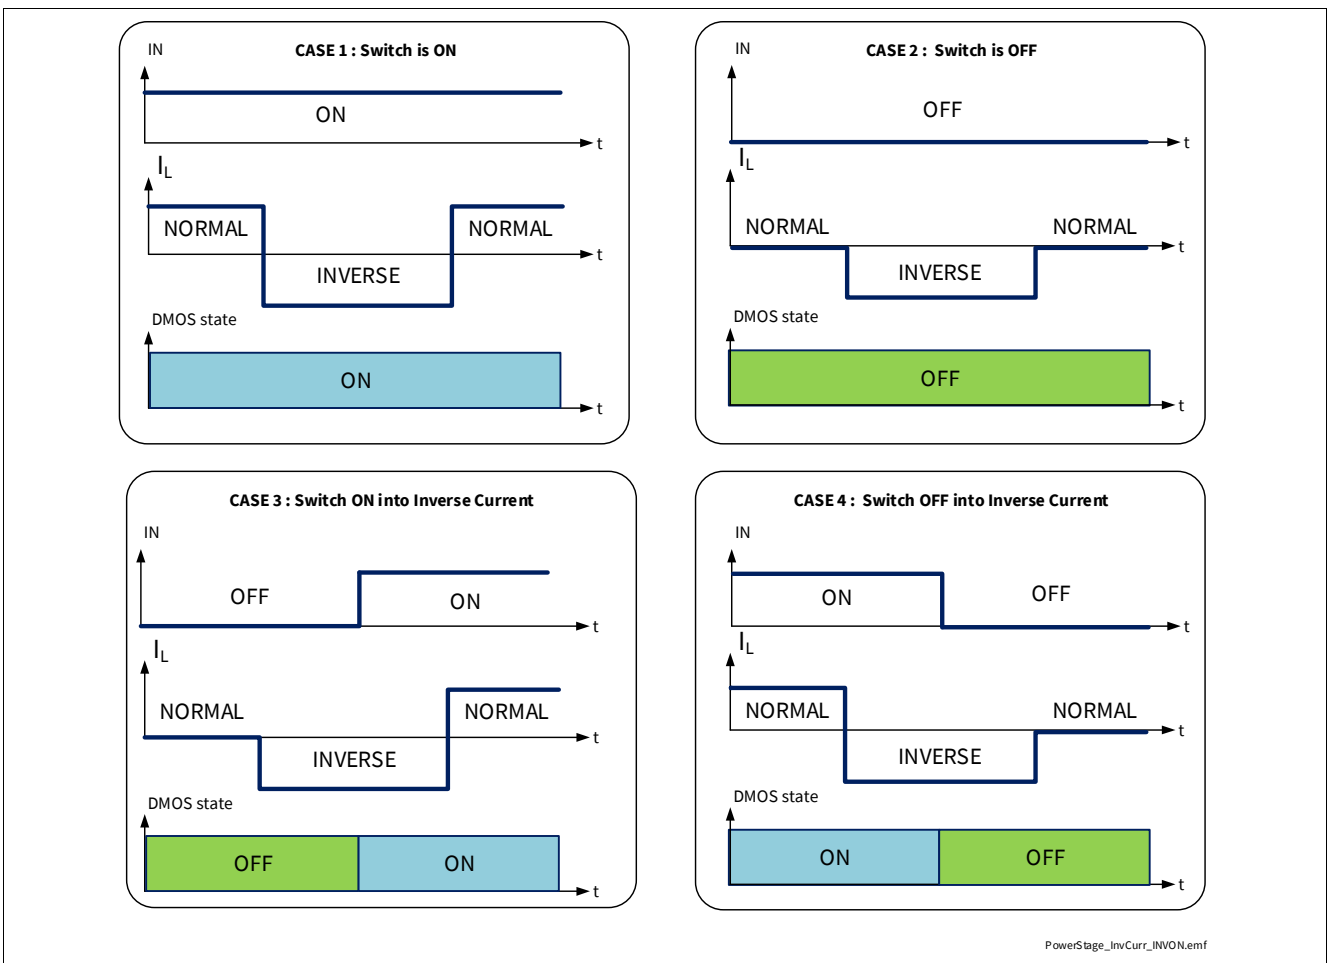 CASE 1 : Switch is ON
IN
ON
t
IL
NORMAL
NORMAL
t
INVERSE
DMOS state
ON
t
CASE 2 : Switch is OFF
IN
OFF
t
IL
NORMAL
NORMAL
t
INVERSE
DMOS state
OFF
t
CASE 3 : Switch ON into Inverse Current
IN
OFF
ON
t
IL
NORMAL
NORMAL
t
INVERSE
DMOS state
OFF
ON
t
CASE 4 : Switch OFF into Inverse Current
IN
ON
OFF
t
IL
NORMAL
NORMAL
t
INVERSE
DMOS state
ON
OFF
t
PowerStage_InvCurr_INVON.emf